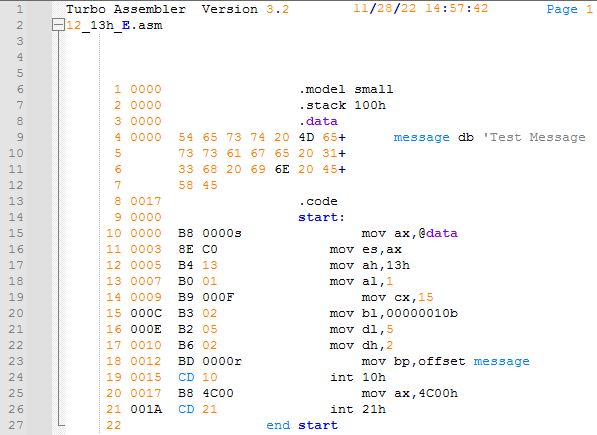 1 Turbo Assembler  Version 3.2        11/28/22 14:57:42       Page 1
2 12_13h_E.asm
3
4
5
6       1 0000                  .model small
7       2 0000                  .stack 100h
8       3 0000                  .data
9       4 0000  54 65 73 74 20 4D 65+      message db 'Test Message
10       5       73 73 61 67 65 20 31+
11       6       33 68 20 69 6E 20 45+
12       7       58 45
13       8 0017                  .code
14       9 0000                  start:
15      10 0000  B8 0000s                mov ax,@data
16      11 0003  8E C0               mov es,ax
17      12 0005  B4 13               mov ah,13h
18      13 0007  B0 01               mov al,1
19      14 0009  B9 000F                 mov cx,15
20      15 000C  B3 02               mov bl,00000010b
21      16 000E  B2 05               mov dl,5
22      17 0010  B6 02               mov dh,2
23      18 0012  BD 0000r                mov bp,offset message
24      19 0015  CD 10               int 10h
25      20 0017  B8 4C00                 mov ax,4C00h
26      21 001A  CD 21               int 21h
27      22                  end start